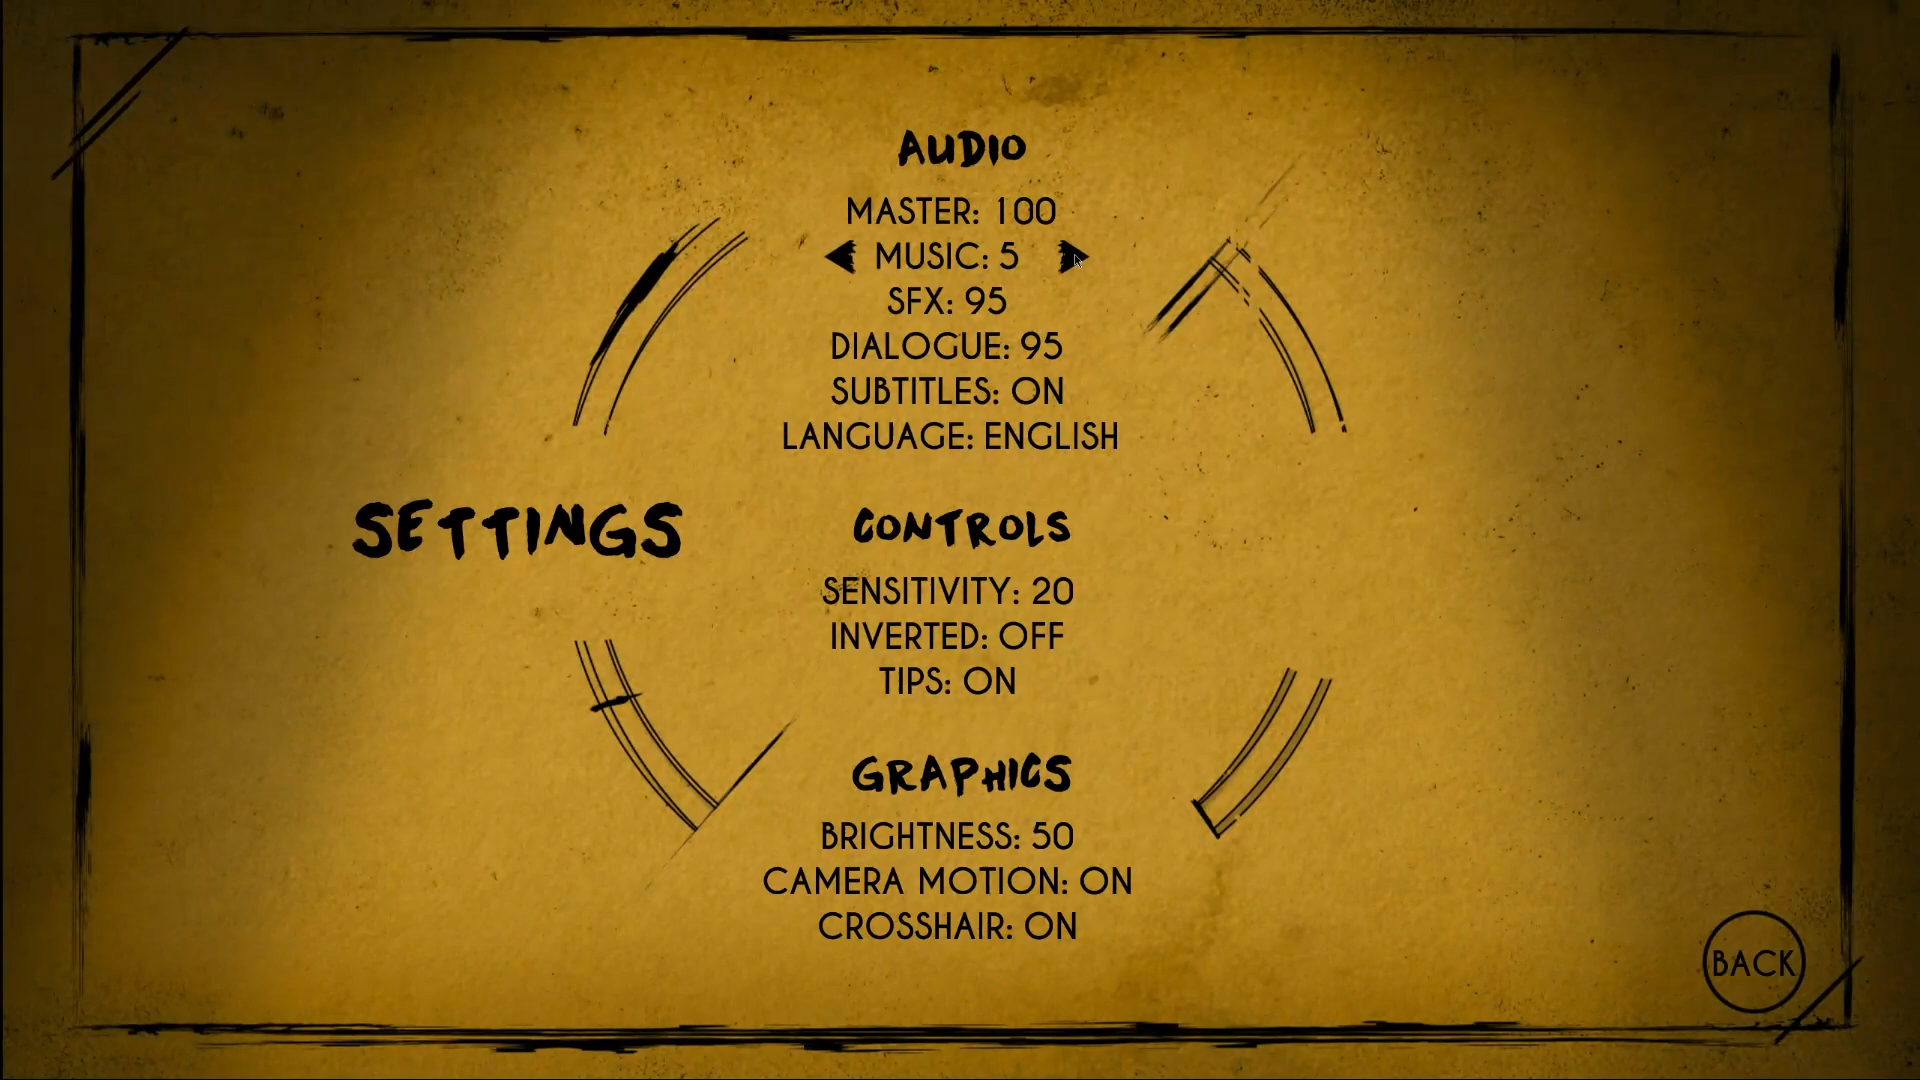 AUDIO
MASTER: 100
MUSIC: 5
SFX: 95
DIALOGUE: 95
SUBTITLES: ON
LANGUAGE: ENGLISH
SETTINGS
CONTROLS
SENSITIVITY: 20
INVERTED: OFF
TIPS: ON
GRAPHICS
BRIGHTNESS: 50
CAMERA MOTION: ON
CROSSHAIR: ON
BACK